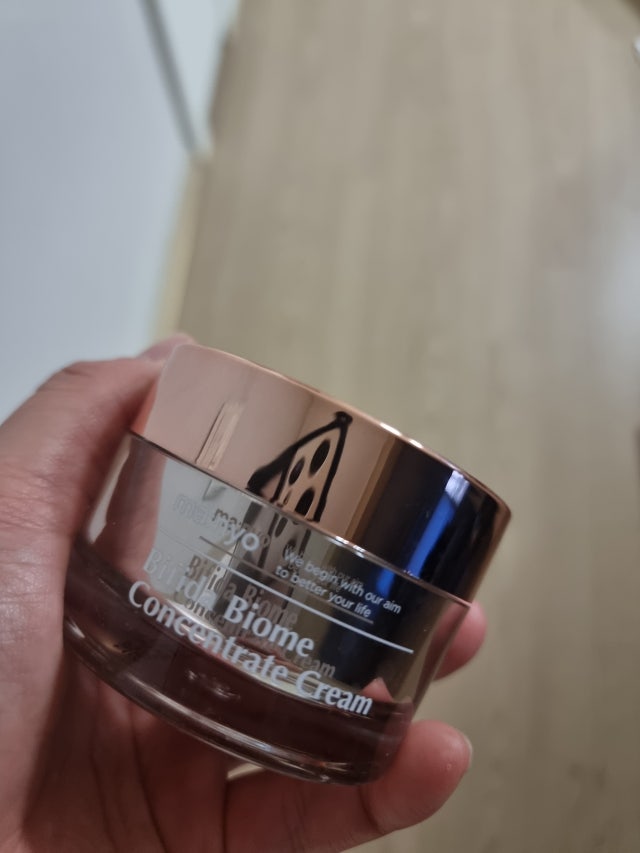 ma:nyo
We begin with our aim
to better your life
Bifida Biome
Concentrate Cream